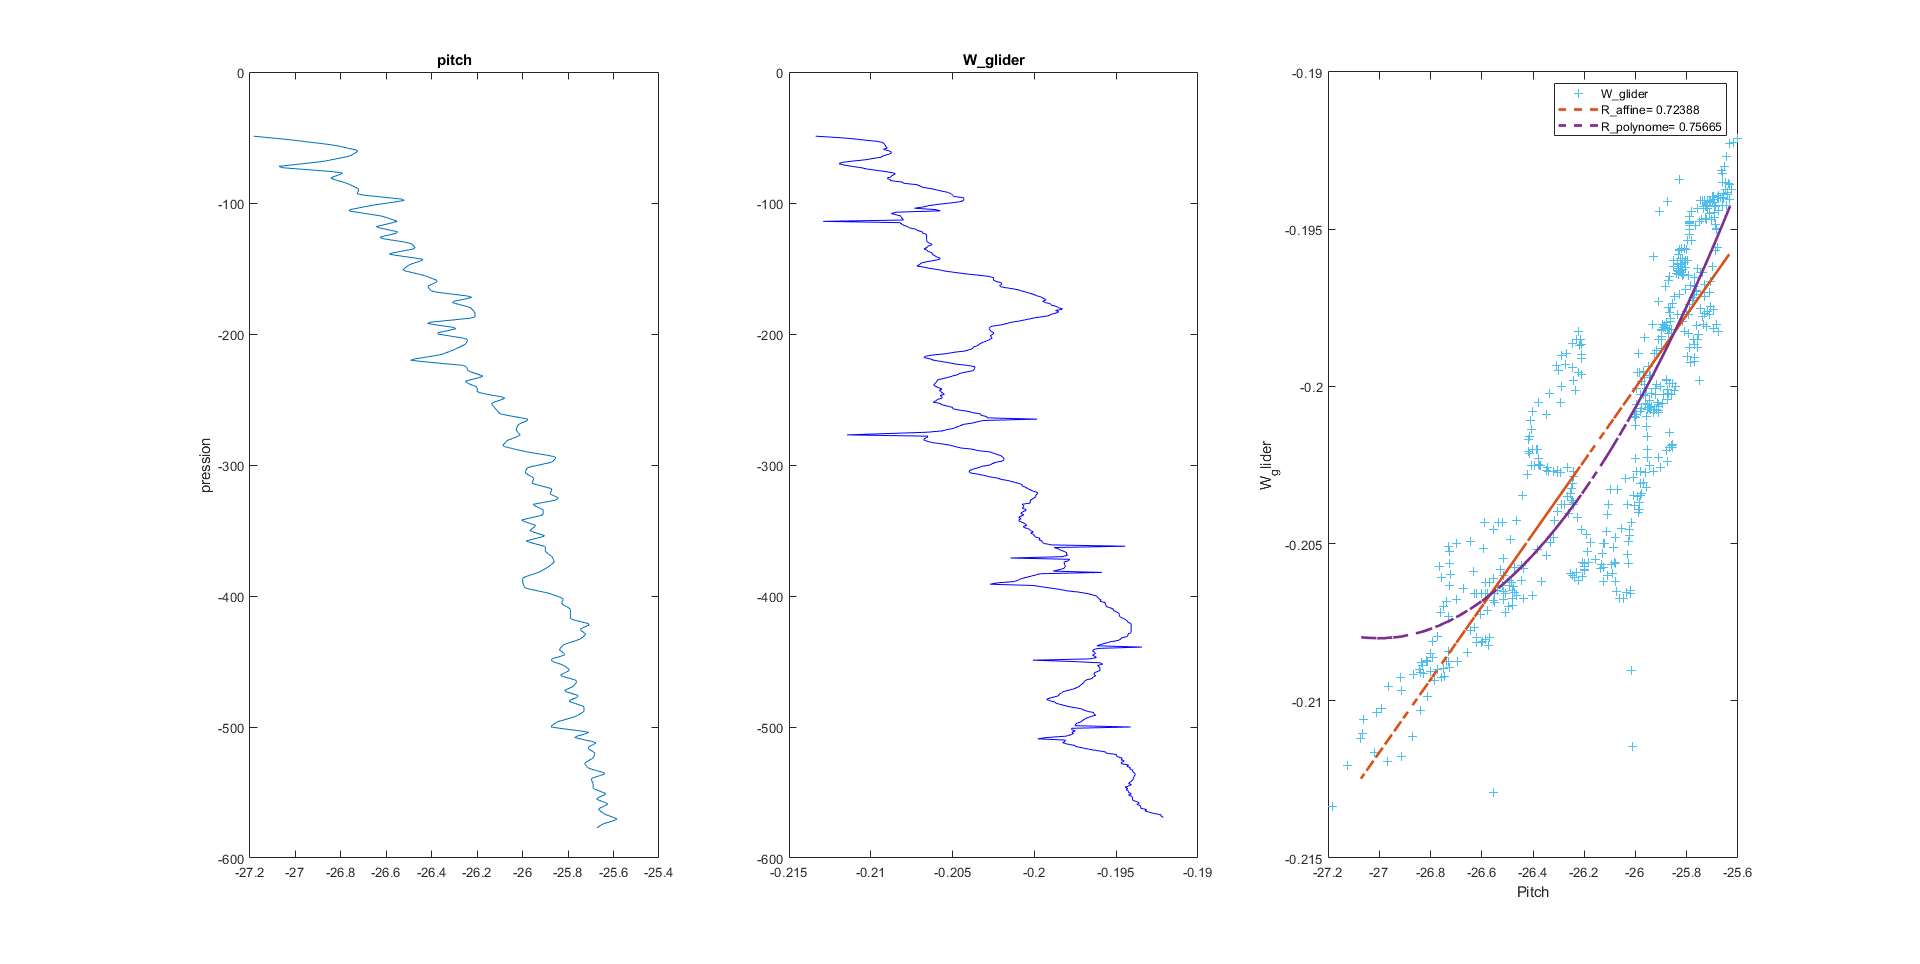 pitch
0
-100
-200
-300
-400
-500
-600
pression
-27.2 -27 -26.8 -26.6 -26.4 -26.2 -26 -25.8 -25.6 -25.4
W_glider
0
-100
-200
-300
-400
-500
-600
-0.215 -0.21 -0.205 -0.2 -0.195 -0.19
-0.19
-0.195
-0.2
-0.205
-0.21
-0.215
W_glider
W_glider
R_affine= 0.72388
R_polynome= 0.75665
-27.2 -27 -26.8 -26.6 -26.4 -26.2 -26 -25.8 -25.6
Pitch